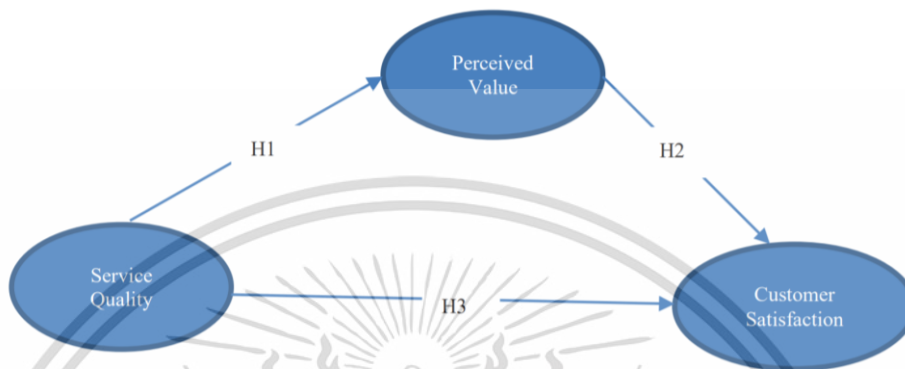 Perceived
Value
H1
H2
Service
Quality
H3
Customer
Satisfaction